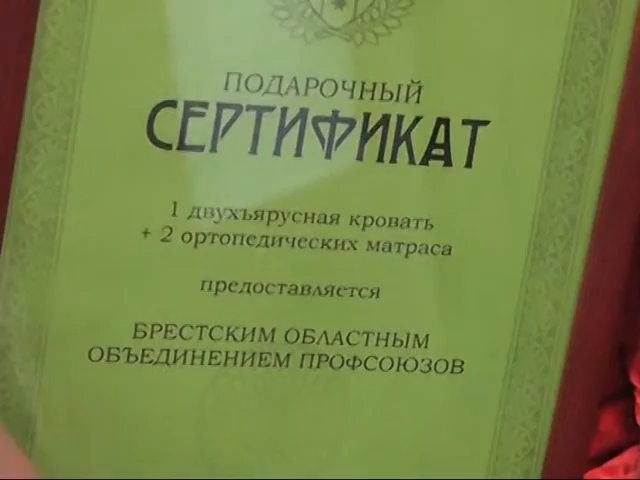 ПОДАРОЧНЫЙ
СЕРТИФИКАТ
1 двухъярусная кровать
+ 2 ортопедических матраса
предоставляется
БРЕСТСКИМ ОБЛАСТНЫМ
ОБЪЕДИНЕНИЕМ ПРОФСОЮЗОВ